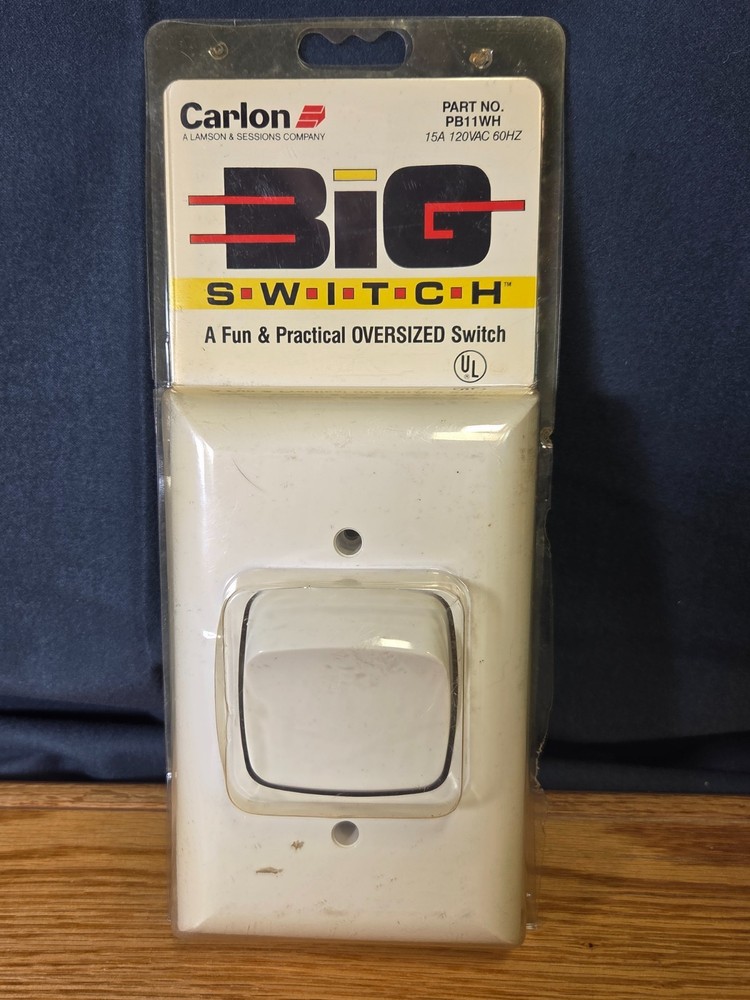 Carlon
A LAMSON & SESSIONS COMPANY
PART NO.
PB11WH
15A 120VAC 60HZ
BiG
S·W·I·T·C·H™
A Fun & Practical OVERSIZED Switch
UL